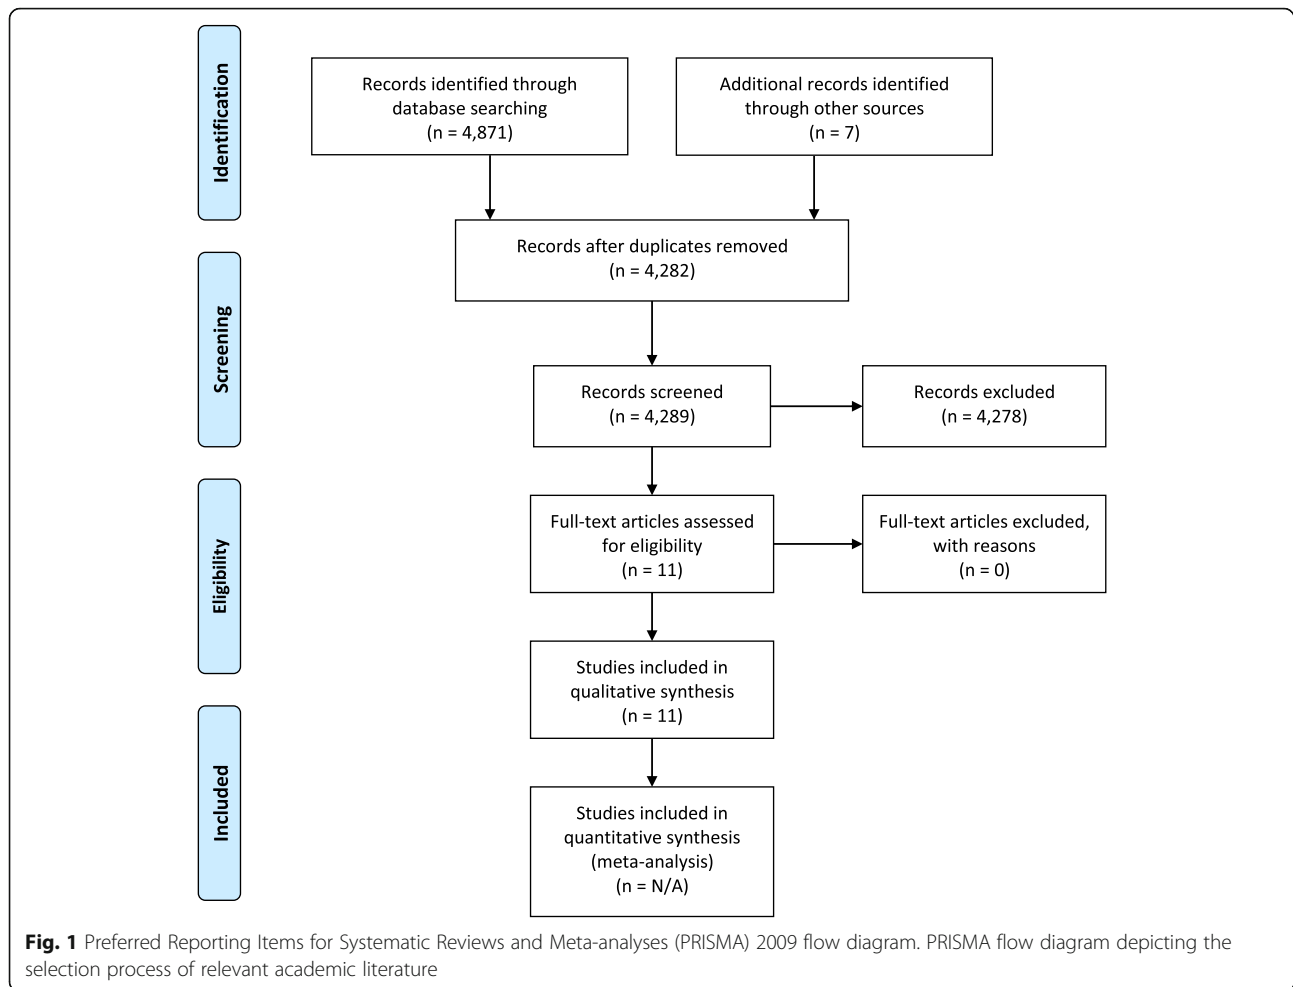 Identification
Records identified through
database searching
(n = 4,871)
Additional records identified
through other sources
(n = 7)
Records after duplicates removed
(n = 4,282)
Screening
Records screened
(n = 4,289)
Records excluded
(n = 4,278)
Eligibility
Full-text articles assessed
for eligibility
(n = 11)
Full-text articles excluded,
with reasons
(n = 0)
Studies included in
qualitative synthesis
(n = 11)
Included
Studies included in
quantitative synthesis
(meta-analysis)
(n = N/A)
Fig. 1 Preferred Reporting Items for Systematic Reviews and Meta-analyses (PRISMA) 2009 flow diagram. PRISMA flow diagram depicting the
selection process of relevant academic literature